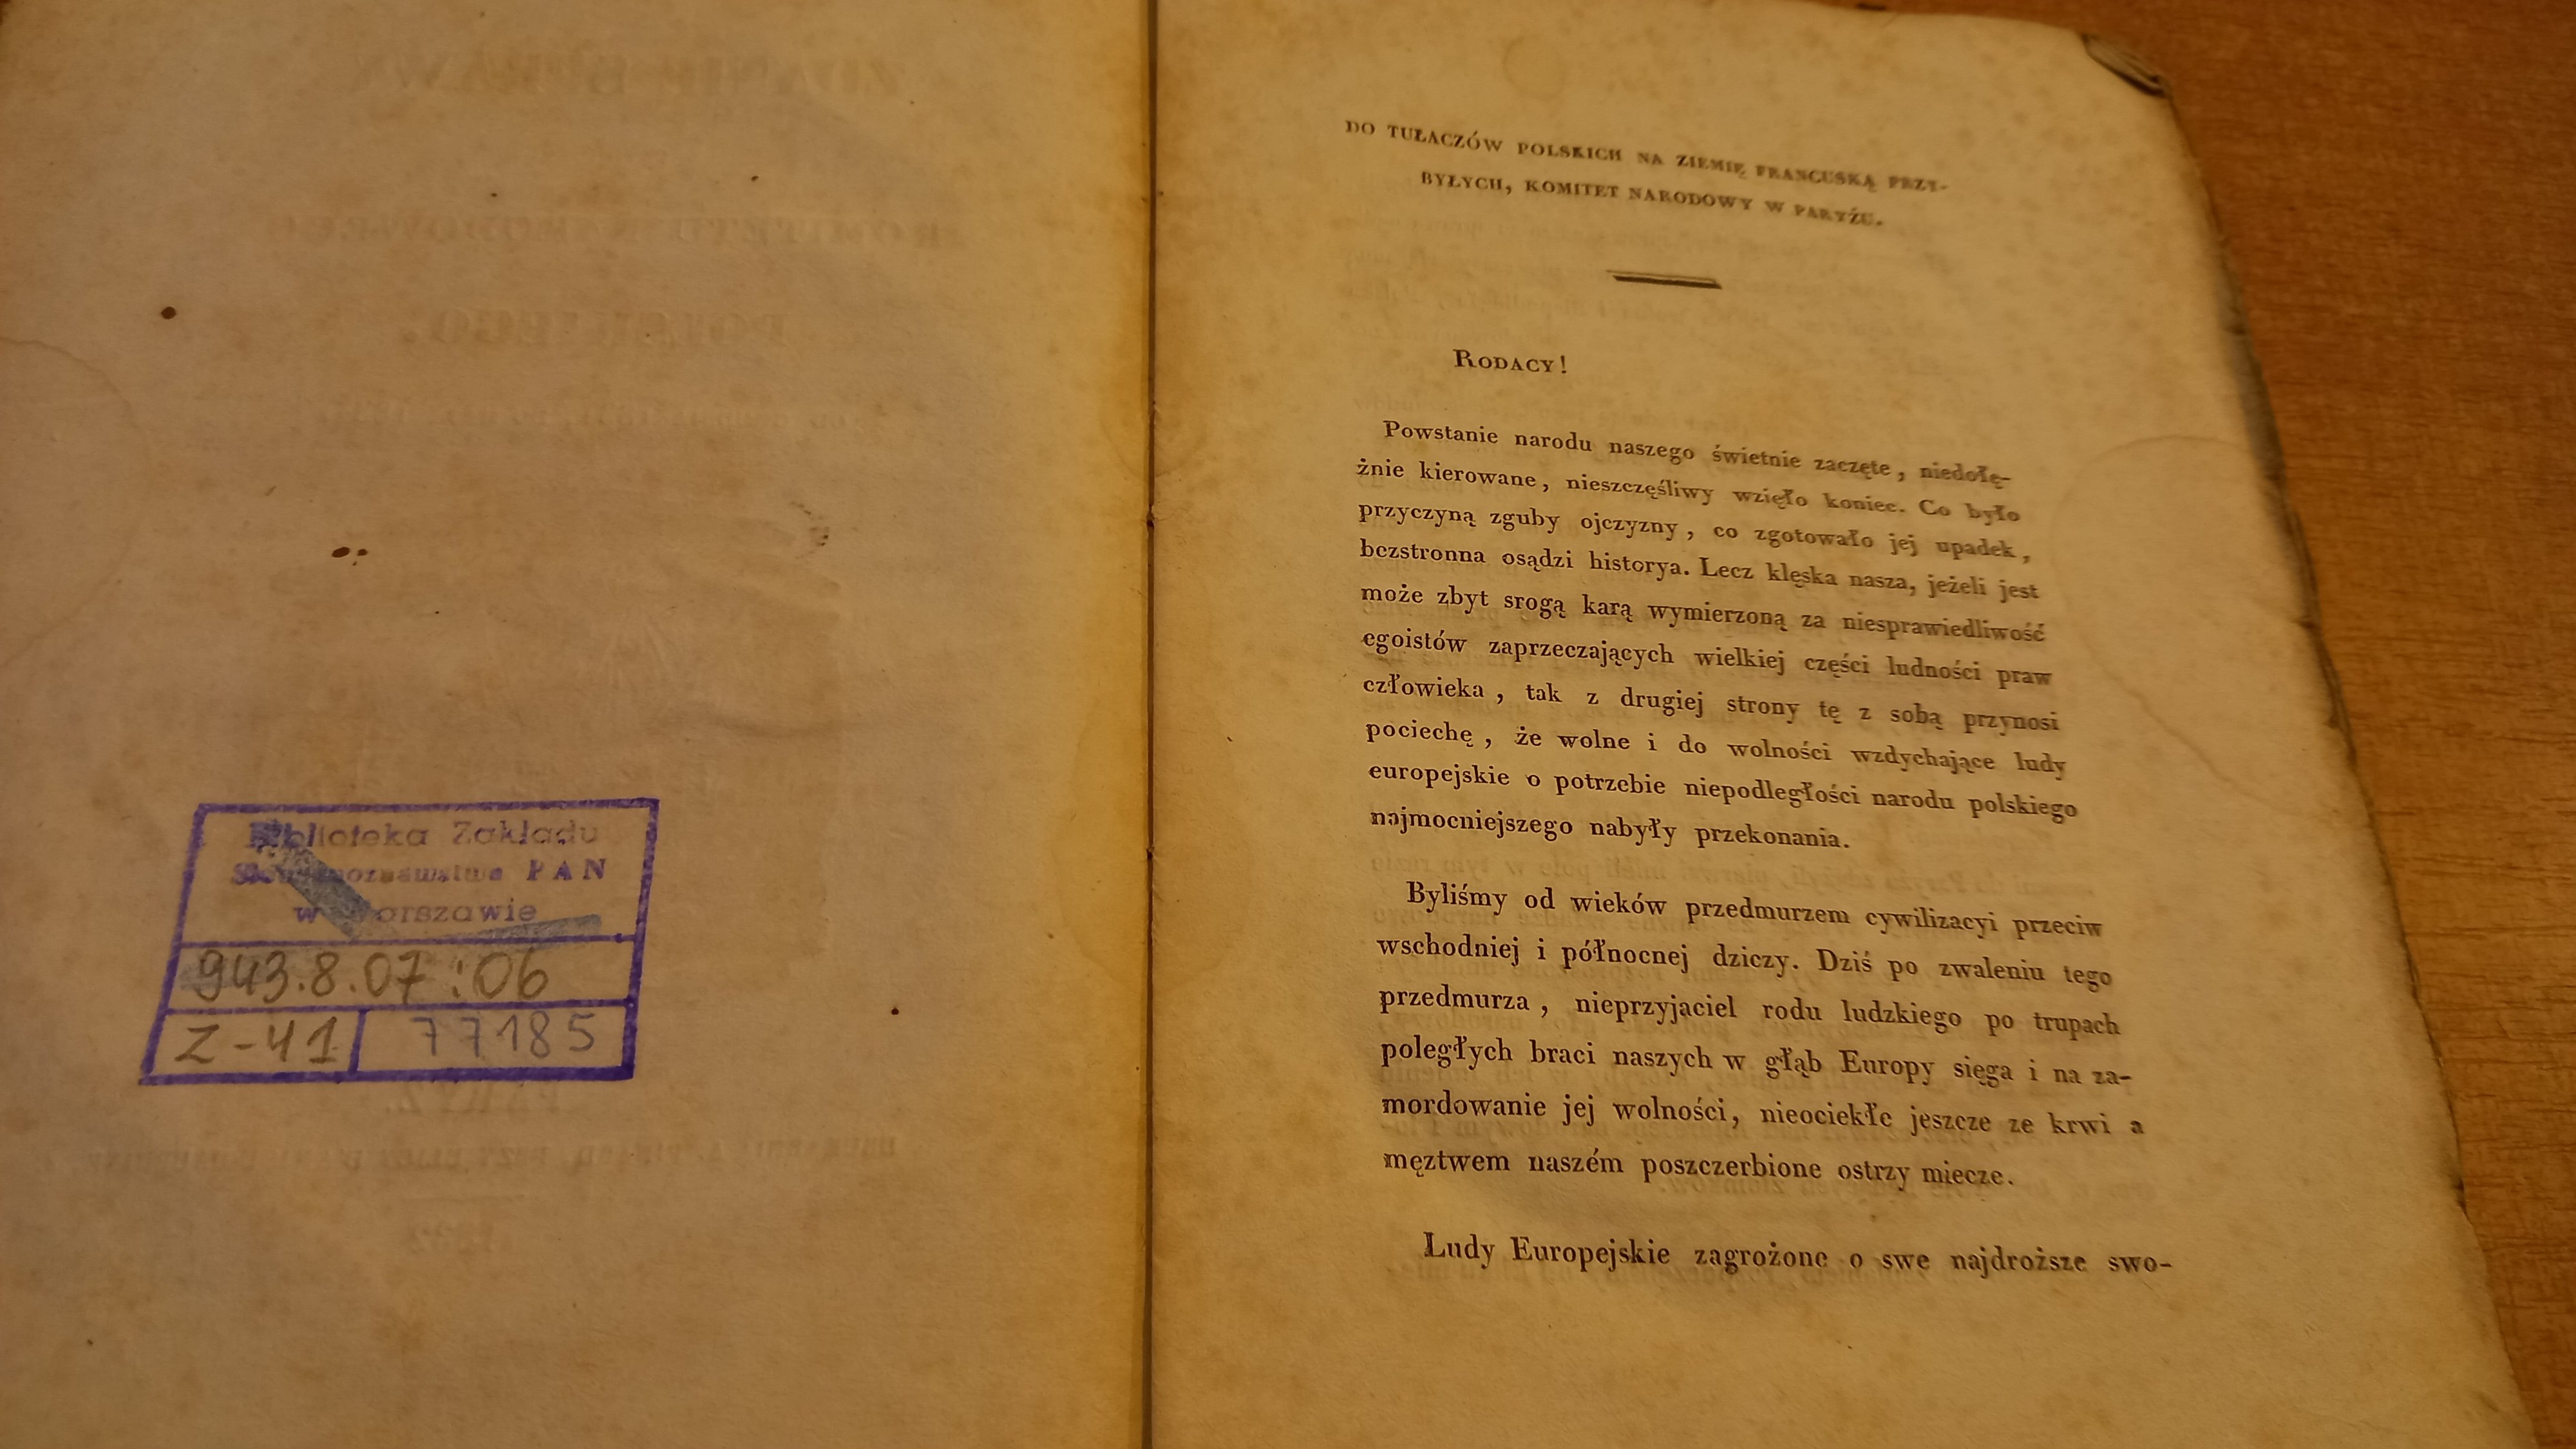 Biblioteka Zakładu
PAN
w Warszawie
943.8.07:06
Z-41 77185
DO TUŁACZÓW POLSKICH NA ZIEMIĘ FRANCUSKĄ PRZY-
BYŁYCH, KOMITET NARODOWY W PARYŻU.
RODACY!
Powstanie narodu naszego świetnie zaczęte, niedołę-
żnie kierowane, nieszczęśliwy wzięło koniec. Co było
przyczyną zguby ojczyzny, co zgotowało jej upadek,
bezstronna osądzi historya. Lecz klęska nasza, jeżeli jest
może zbyt srogą karą wymierzoną za niesprawiedliwość
egoistów zaprzeczających wielkiej części ludności praw
człowieka, tak z drugiej strony tę z sobą przynosi
pociechę, że wolne i do wolności wzdychające ludy
europejskie o potrzebie niepodległości narodu polskiego
najmocniejszego nabyły przekonania.
Byliśmy od wieków przedmurzem cywilizacyi przeciw
wschodniej i północnej dziczy. Dziś po zwaleniu tego
przedmurza, nieprzyjaciel rodu ludzkiego po trupach
poległych braci naszych w głąb Europy sięga i na za-
mordowanie jej wolności, nieociekłe jeszcze ze krwi a
męztwem naszém poszczerbione ostrzy miecze.
Ludy Europejskie zagrożone o swe najdroższe swo-